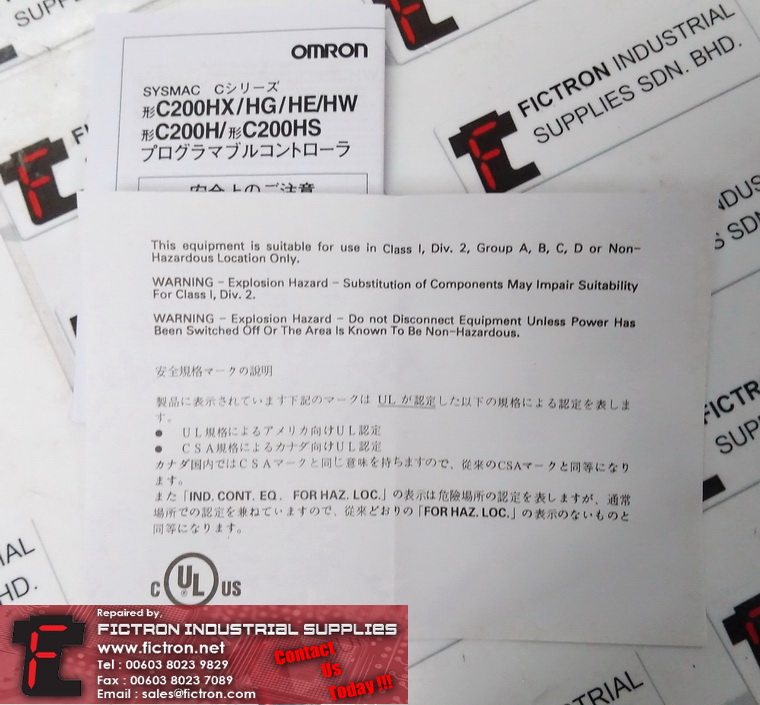 OMRON
SYSMAC Cシリーズ
形C200HX/HG/HE/HW
形C200H/形C200HS
プログラマブルコントローラ
安全上のご注意
FICTRON INDUSTRIAL
SUPPLIES SDN. BHD.
This equipment is suitable for use in Class I, Div. 2, Group A, B, C, D or Non-
Hazardous Location Only.
WARNING - Explosion Hazard - Substitution of Components May Impair Suitability
For Class I, Div. 2.
WARNING - Explosion Hazard - Do not Disconnect Equipment Unless Power Has
Been Switched Off Or The Area Is Known To Be Non-Hazardous.
安全規格マークの説明
製品に表示されています下記のマークは ULが認定した以下の規格による認定を表しま
す。
● UL規格によるアメリカ向けUL認定
● CSA規格によるカナダ向けUL認定
カナダ国内ではCSAマークと同じ意味を持ちますので、従来のCSAマークと同等になり
ます。
また「IND. CONT. EQ. FOR HAZ. LOC.」の表示は危険場所の認定を表しますが、通常
場所での認定を兼ねていますので、従来どおりの「FOR HAZ. LOC.」の表示のないものと
同等になります。
C UL ® US
Repaired by,
FICTRON INDUSTRIAL SUPPLIES
www.fictron.net
Tel : 00603 8023 9829
Fax : 00603 8023 7089
Email : sales@fictron.com
Contact
Us
Today !!!